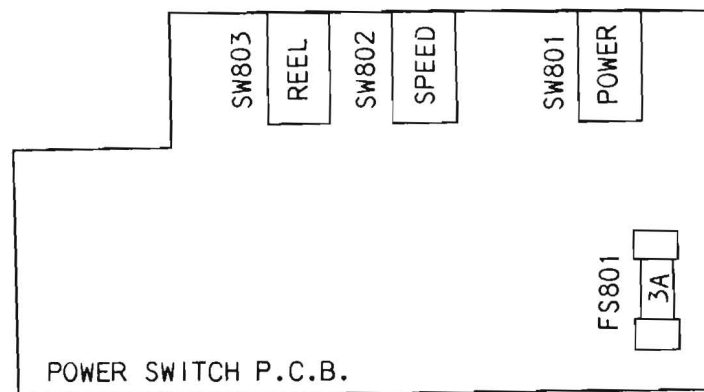 SW803
REEL
SW802
SPEED
SW801
POWER
FS801
3A
POWER SWITCH P.C.B.